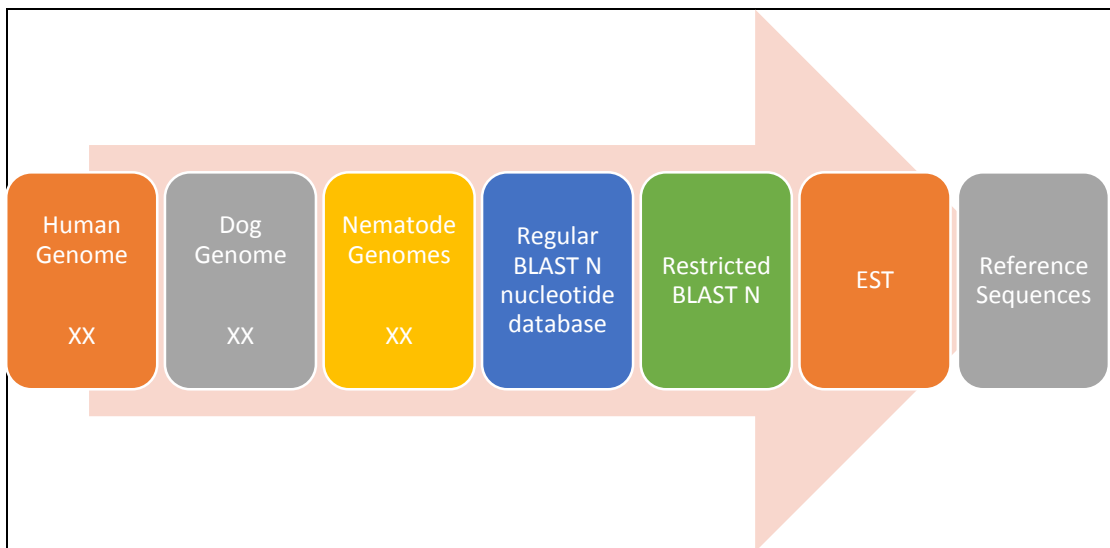 Human
Genome
XX
Dog
Genome
XX
Nematode
Genomes
XX
Regular
BLAST N
nucleotide
database
Restricted
BLAST N
EST
Reference
Sequences